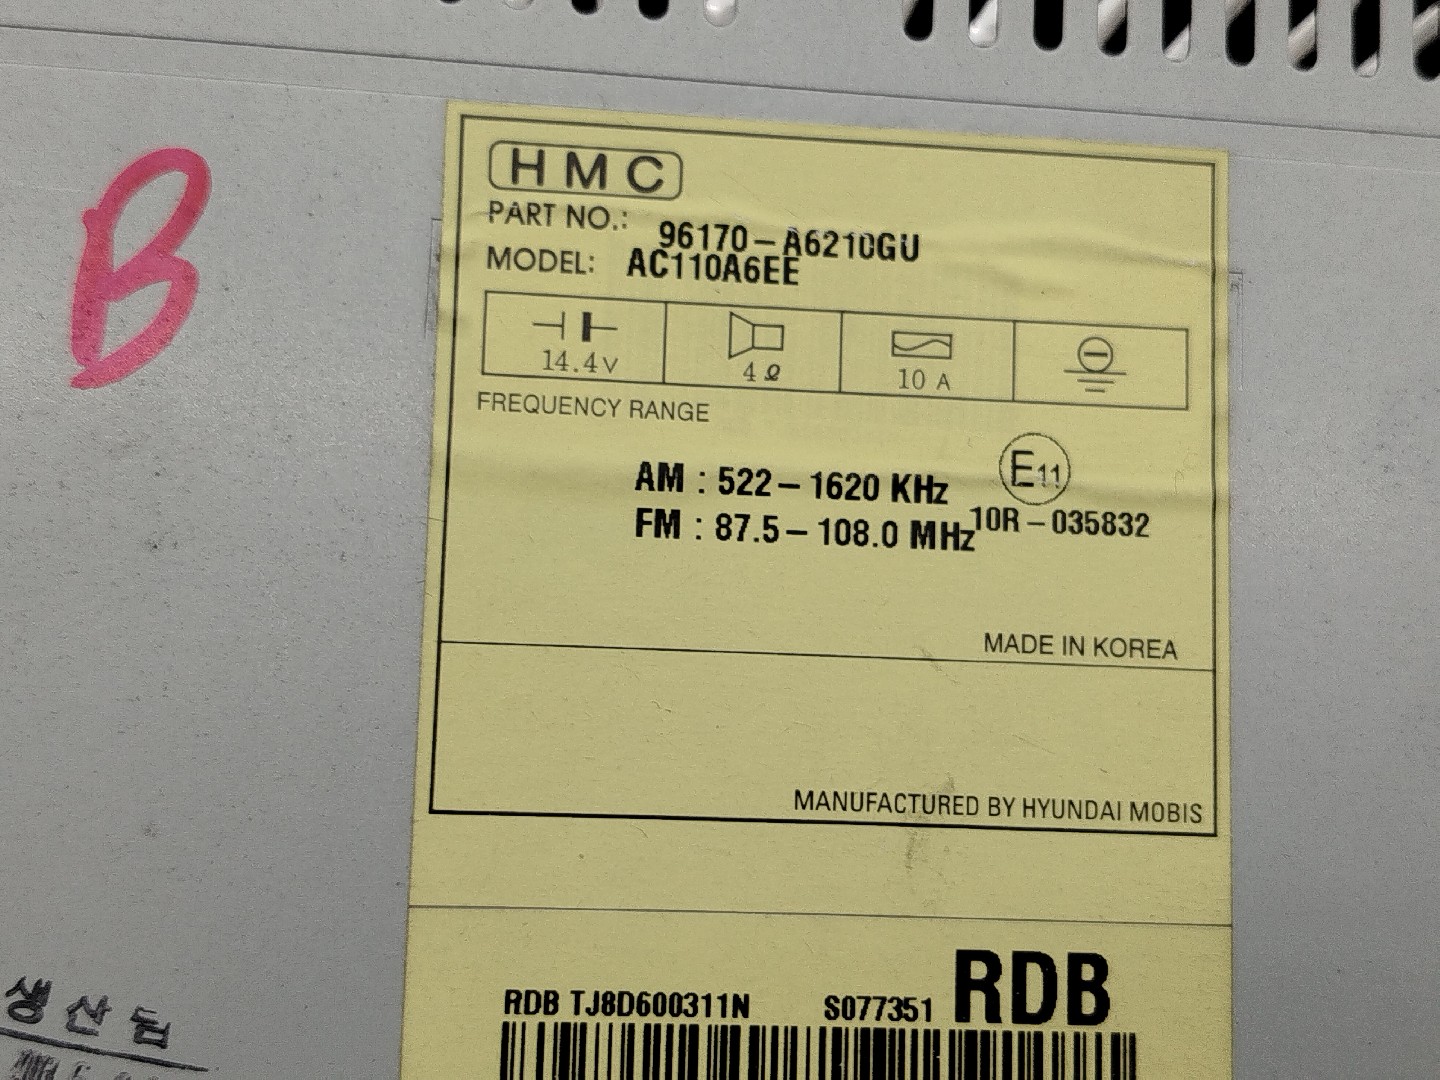 B
HMC
PART NO.: 96170-A6210GU
MODEL: AC110A6EE
14.4V
4Ω
10 A
FREQUENCY RANGE
AM : 522-1620 KHz
E11
FM : 87.5-108.0 MHz
10R-035832
MADE IN KOREA
MANUFACTURED BY HYUNDAI MOBIS
RDB TJ8D600311N S077351 RDB
생산팀